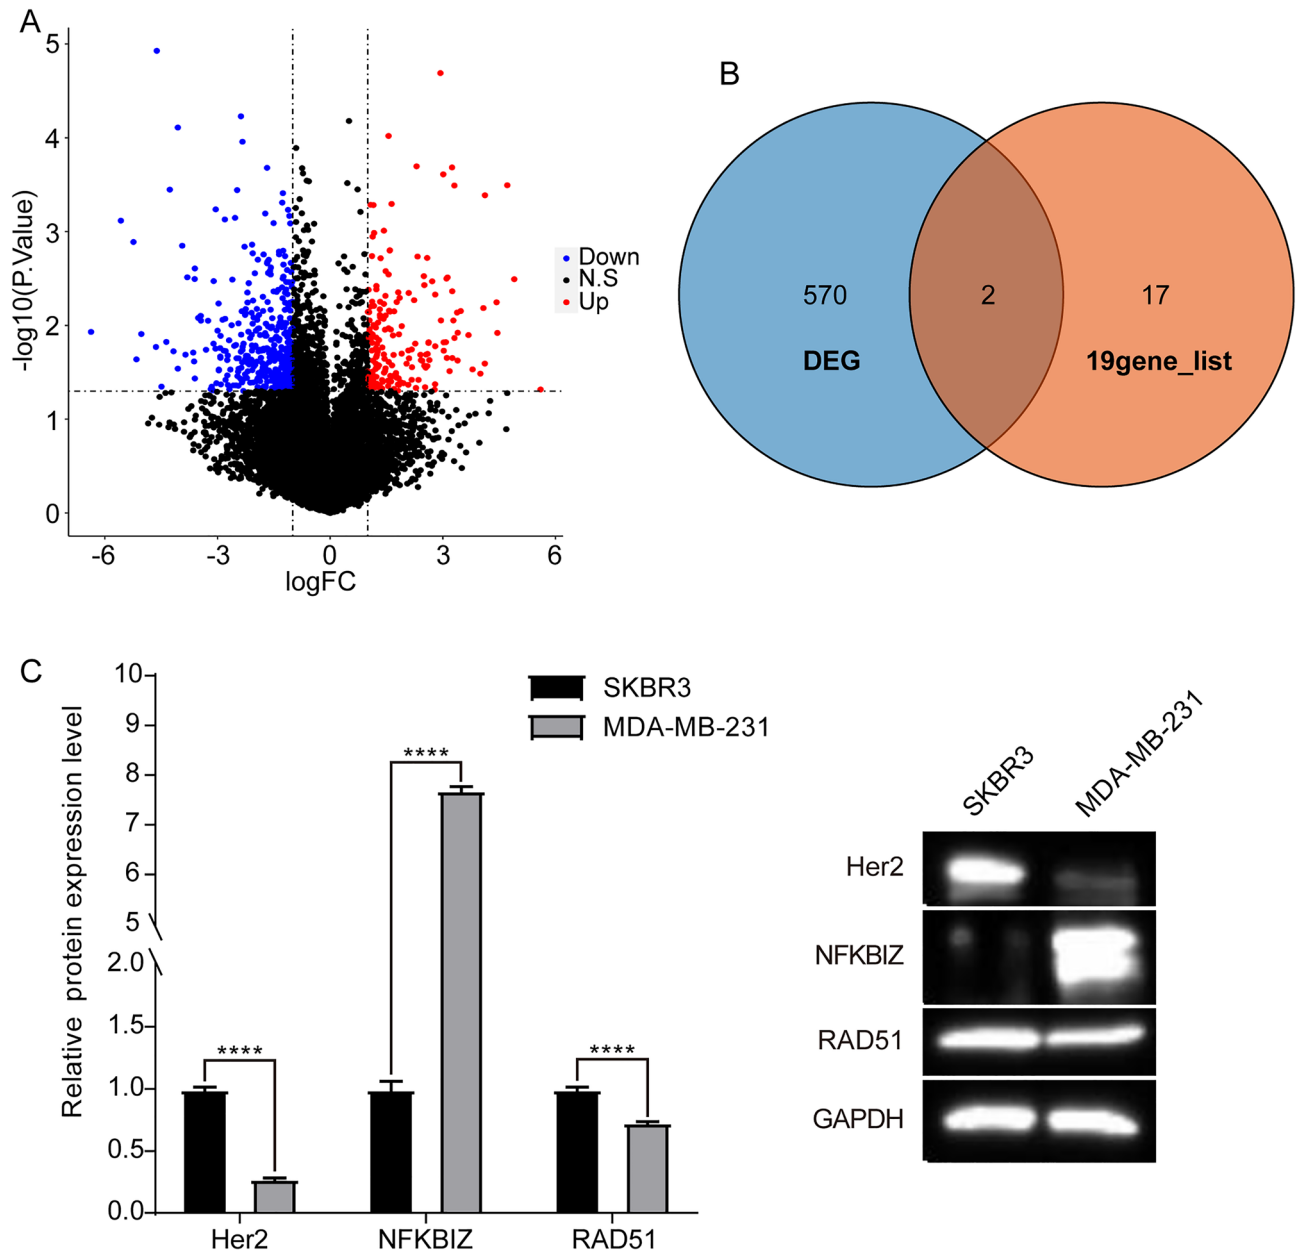 A
5
4
3
2
1
0
-log10(P.Value)
-6 -3 0 3 6
logFC
Down
N.S
Up
B
570 2 17
DEG 19gene_list
C
10
9
8
7
6
5
2.0
1.5
1.0
0.5
0.0
Relative protein expression level
SKBR3
MDA-MB-231
****
****
****
Her2 NFKBIZ RAD51
SKBR3 MDA-MB-231
Her2
NFKBIZ
RAD51
GAPDH